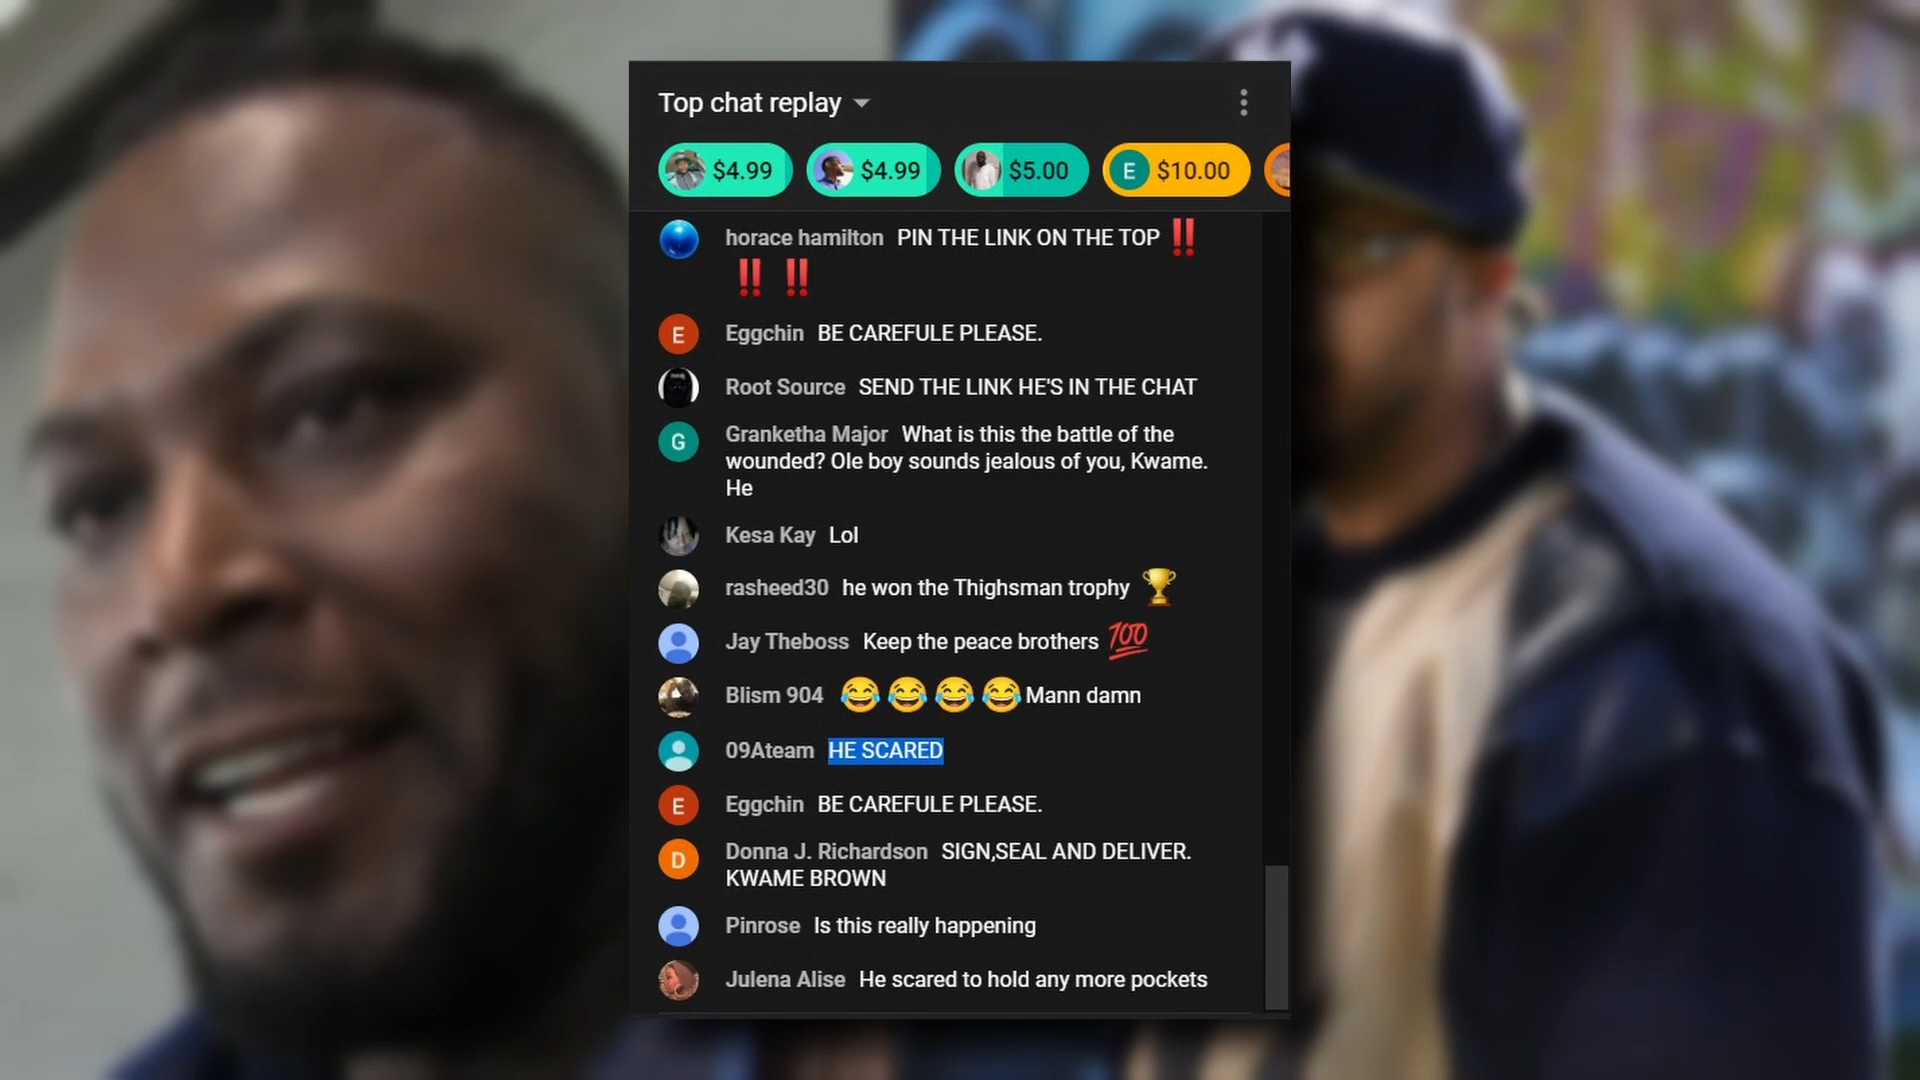 Top chat replay
$4.99 $4.99 $5.00 E $10.00
horace hamilton PIN THE LINK ON THE TOP ‼️
‼️ ‼️
E Eggchin BE CAREFULE PLEASE.
Root Source SEND THE LINK HE'S IN THE CHAT
G Granketha Major What is this the battle of the
wounded? Ole boy sounds jealous of you, Kwame.
He
Kesa Kay Lol
rasheed30 he won the Thighsman trophy 🏆
Jay Theboss Keep the peace brothers 💯
Blism 904 😂😂😂😂Mann damn
09Ateam HE SCARED
E Eggchin BE CAREFULE PLEASE.
D Donna J. Richardson SIGN,SEAL AND DELIVER.
KWAME BROWN
Pinrose Is this really happening
Julena Alise He scared to hold any more pockets